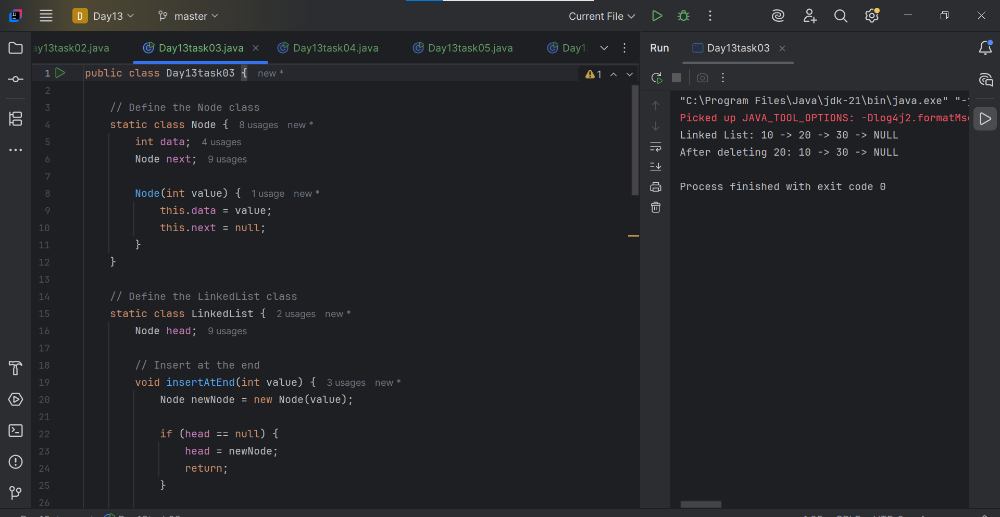 D Day13 master Current File
ay13task02.java Day13task03.java Day13task04.java Day13task05.java Day1
Run Day13task03
1 public class Day13task03 { new *
1
2
3 // Define the Node class
4 static class Node { 8 usages new *
5 int data; 4 usages
6 Node next; 9 usages
7
8 Node(int value) { 1 usage new *
9 this.data = value;
10 this.next = null;
11 }
12 }
13
14 // Define the LinkedList class
15 static class LinkedList { 2 usages new *
16 Node head; 9 usages
17
18 // Insert at the end
19 void insertAtEnd(int value) { 3 usages new *
20 Node newNode = new Node(value);
21
22 if (head == null) {
23 head = newNode;
24 return;
25 }
26
"C:\Program Files\Java\jdk-21\bin\java.exe" "-
Picked up JAVA_TOOL_OPTIONS: -Dlog4j2.formatMs
Linked List: 10 -> 20 -> 30 -> NULL
After deleting 20: 10 -> 30 -> NULL
Process finished with exit code 0